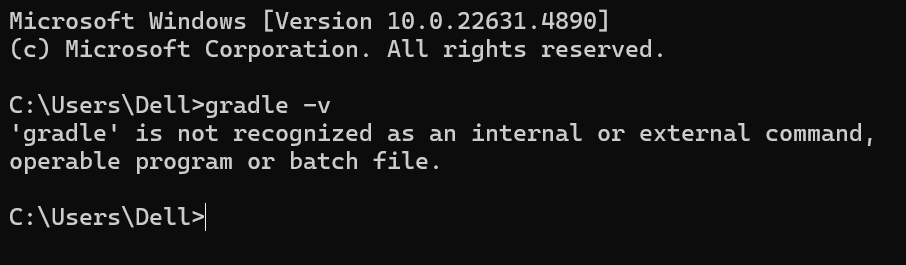 Microsoft Windows [Version 10.0.22631.4890]
(c) Microsoft Corporation. All rights reserved.
C:\Users\Dell>gradle -v
'gradle' is not recognized as an internal or external command,
operable program or batch file.
C:\Users\Dell>